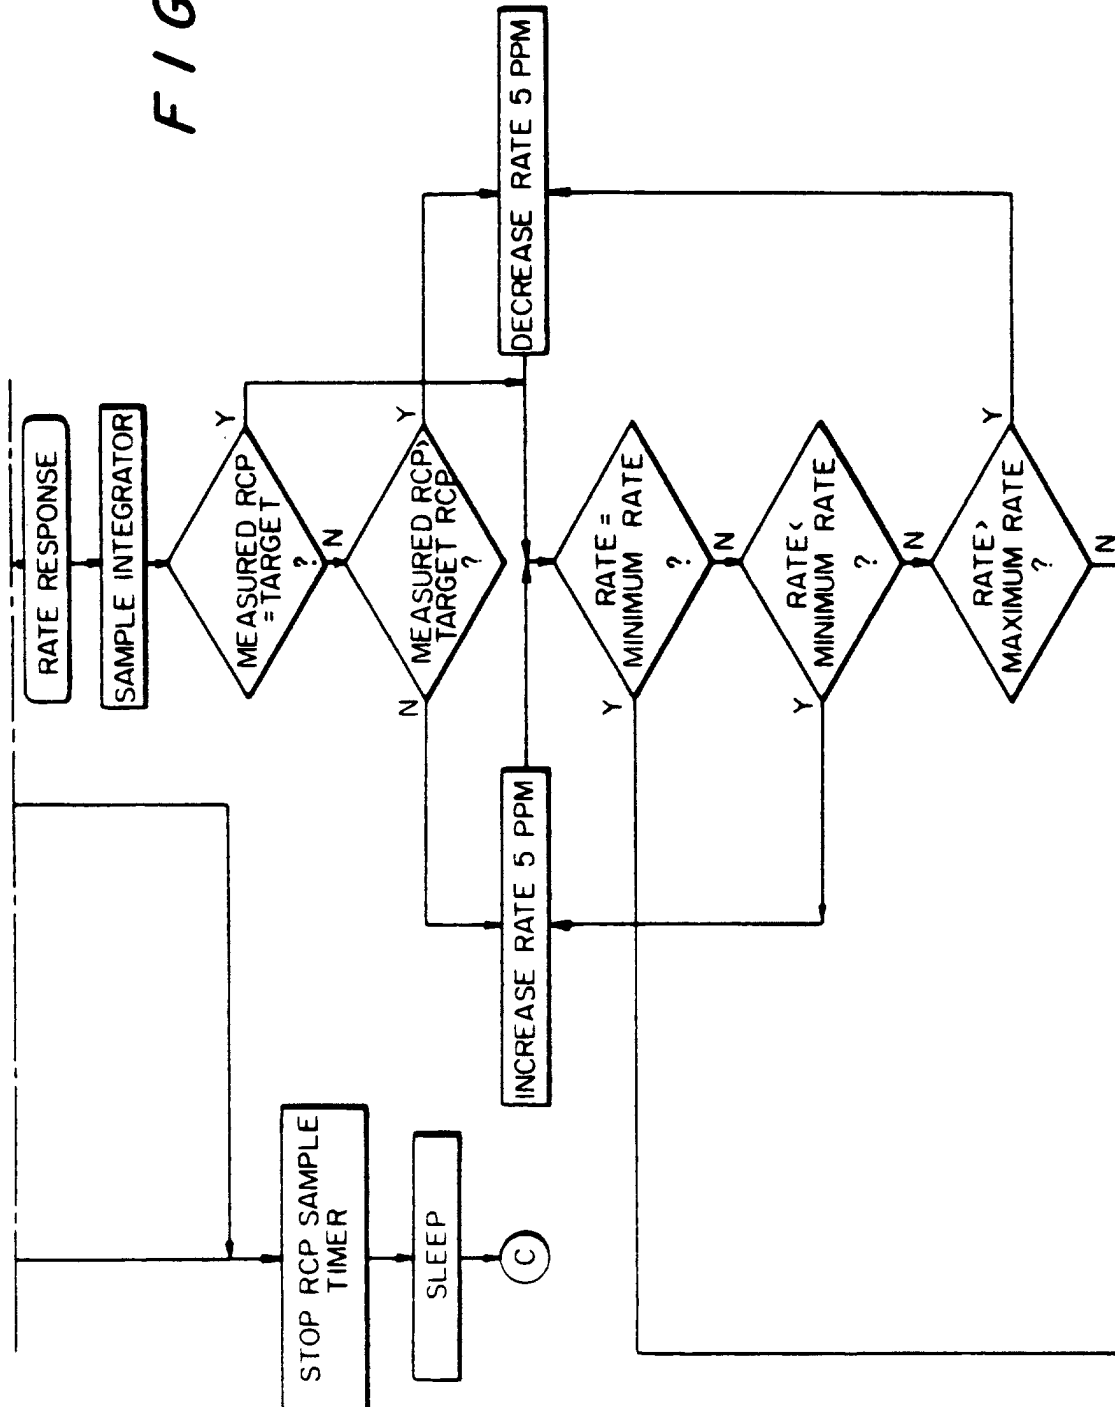 FIG
RATE RESPONSE
SAMPLE INTEGRATOR
MEASURED RCP
=TARGET
?
Y
N
MEASURED RCP>
TARGET RCP
?
Y
N
DECREASE RATE 5 PPM
INCREASE RATE 5 PPM
RATE =
MINIMUM RATE
?
Y
N
RATE<
MINIMUM RATE
?
Y
N
RATE>
MAXIMUM RATE
?
Y
N
STOP RCP SAMPLE
TIMER
SLEEP
C